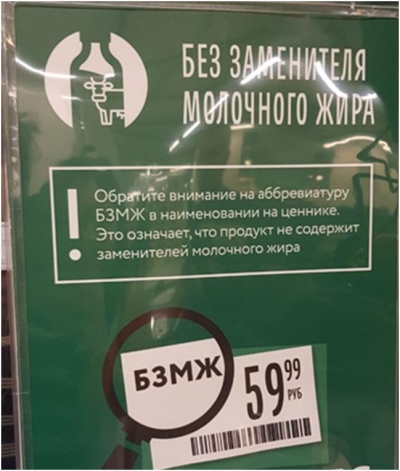 БЕЗ ЗАМЕНИТЕЛЯ
МОЛОЧНОГО ЖИРА
! Обратите внимание на аббревиатуру
БЗМЖ в наименовании на ценнике.
Это означает, что продукт не содержит
заменителей молочного жира
БЗМЖ
59 99
РУБ